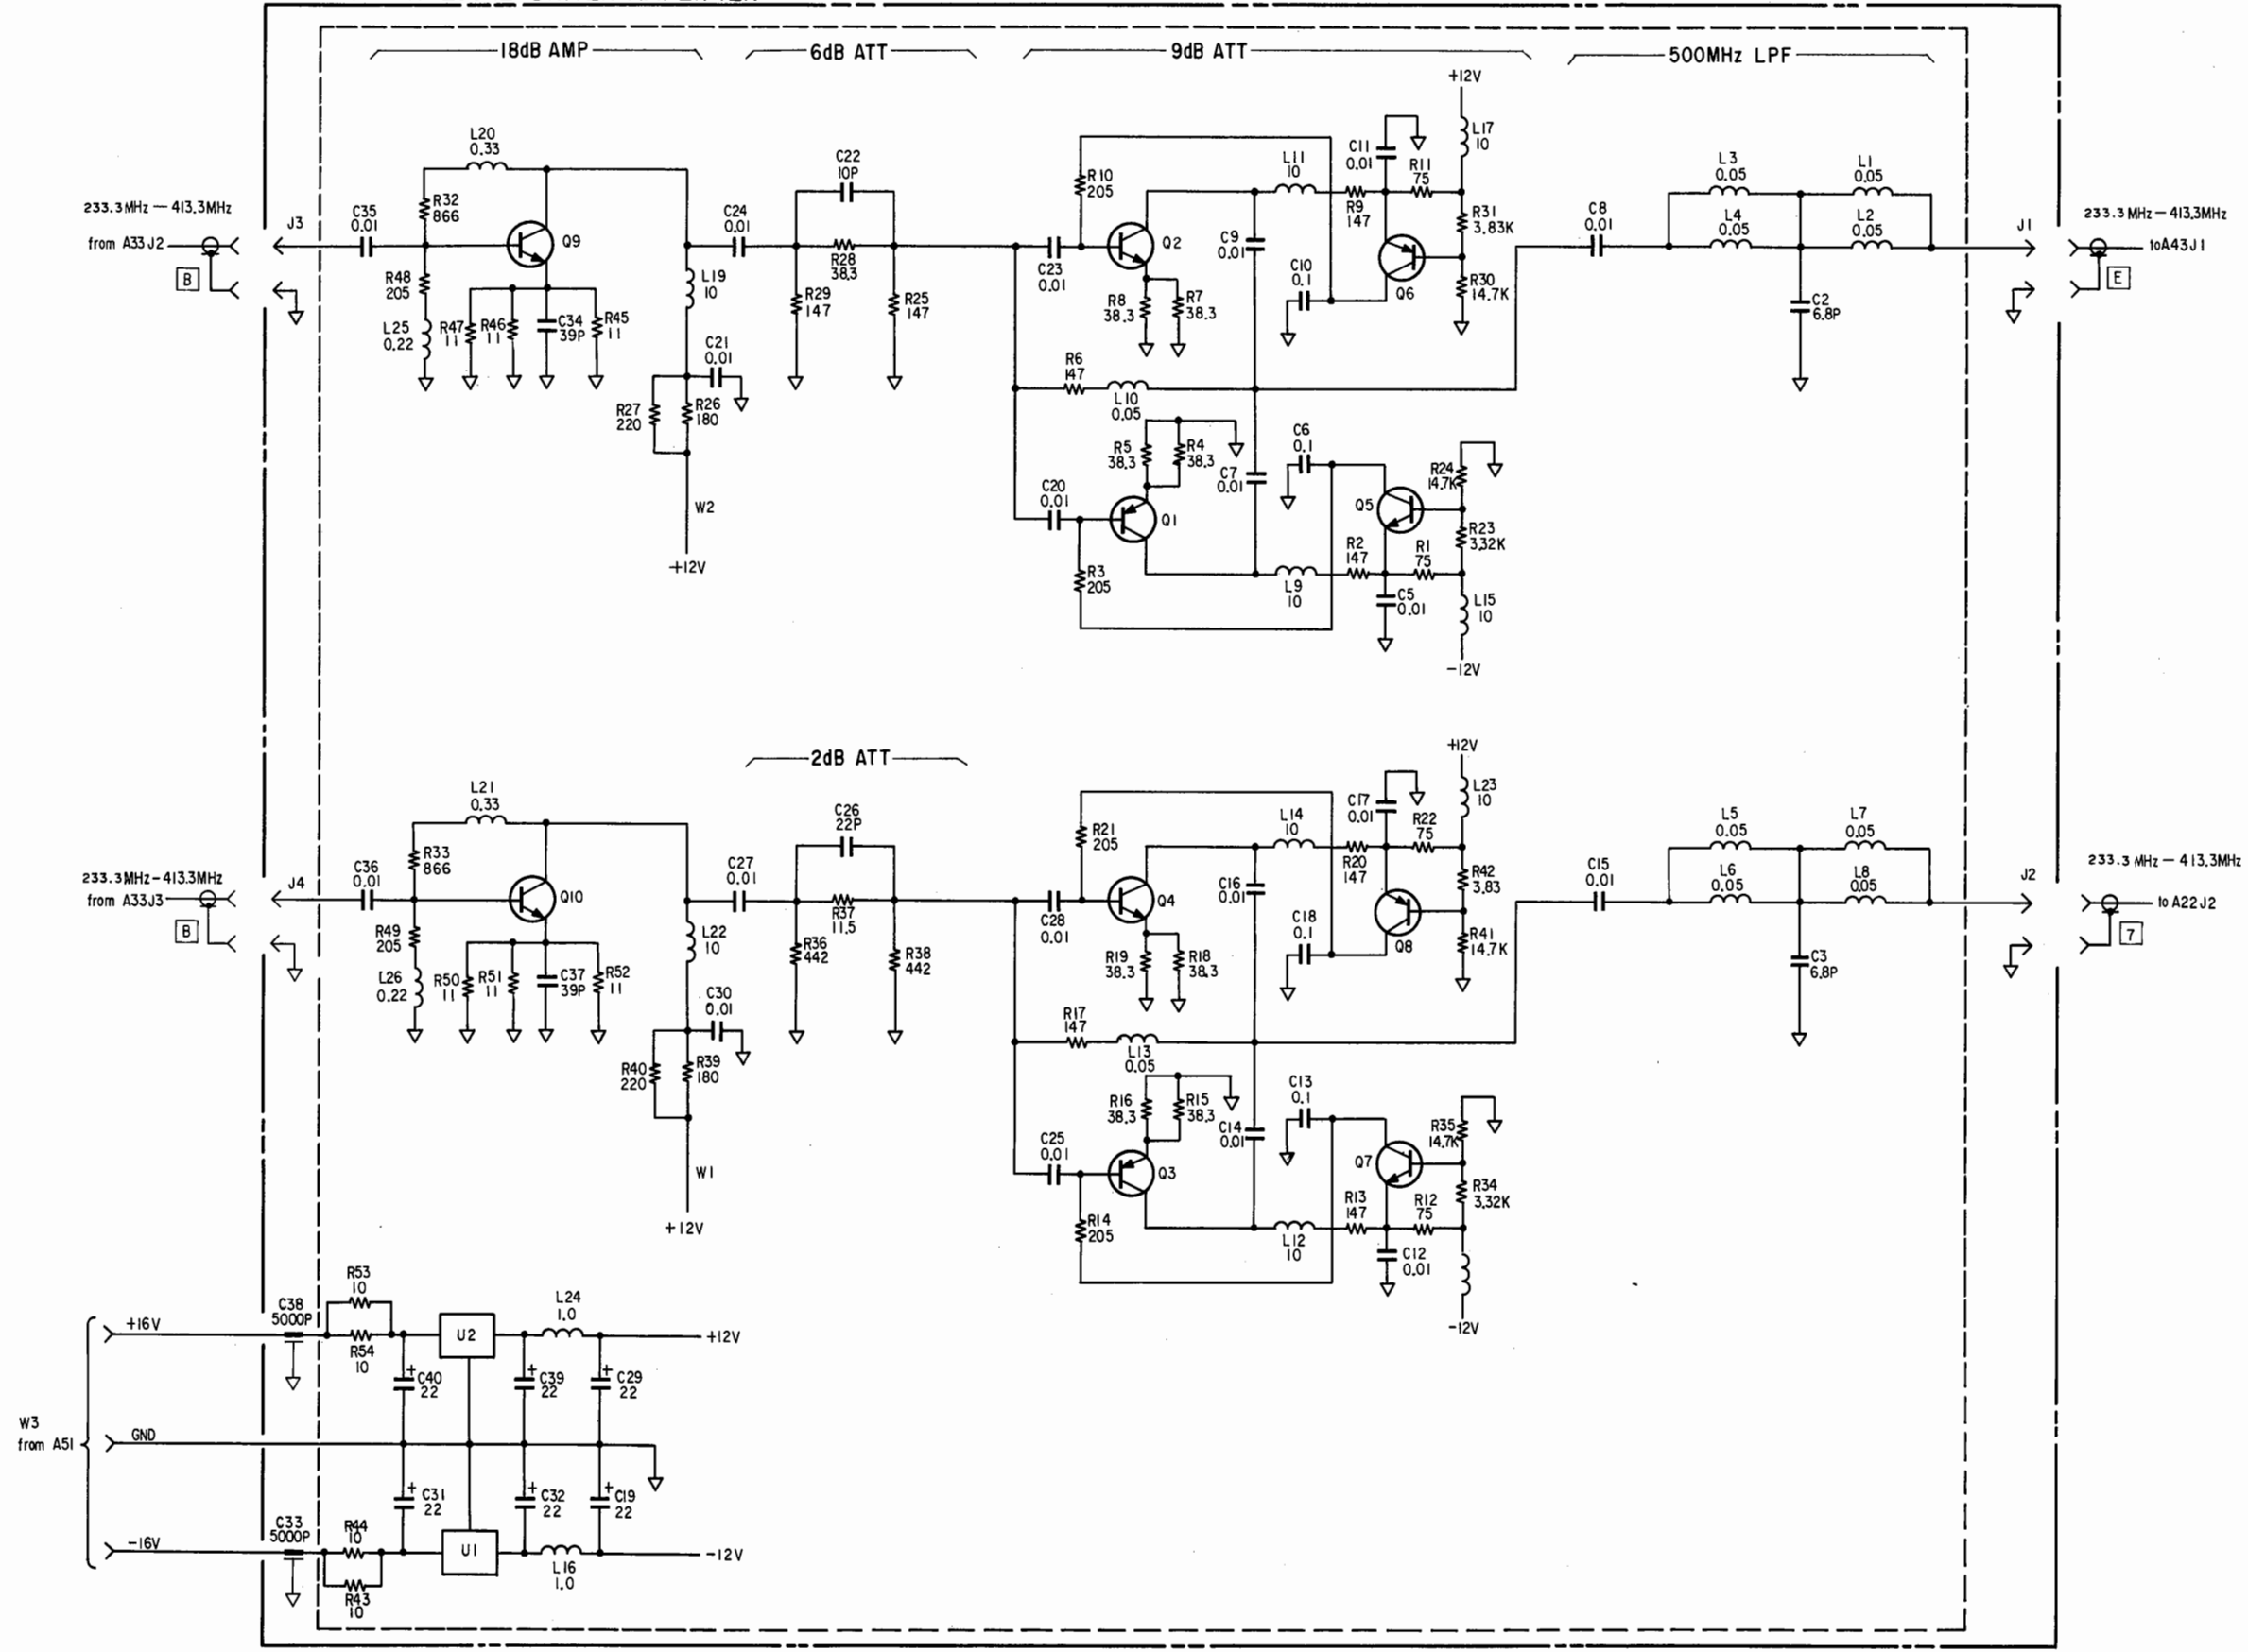 18dB AMP
6dB ATT
9dB ATT
500MHz LPF
+12V
L20
0.33
C22
10P
L17
10
C11
0.01
R11
75
L11
10
L3
0.05
L1
0.05
R10
205
R32
866
233.3MHz — 413.3MHz
J3
C35
0.01
C24
0.01
R9
147
R31
3.83K
C8
0.01
L4
0.05
L2
0.05
J1
233.3 MHz — 413.3MHz
from A33 J2
Q9
Q2
C9
0.01
to A43J1
B
R48
205
L19
10
R28
38.3
C23
0.01
C10
0.1
Q6
R30
14.7K
E
R29
147
R25
147
R8
38.3
R7
38.3
C2
6.8P
L25
0.22
R47
11
R46
11
C34
39P
R45
11
C21
0.01
R6
147
L10
0.05
R27
220
R26
180
R5
38.3
R4
38.3
C6
0.1
C7
0.01
R24
14.7K
C20
0.01
Q1
Q5
W2
R23
3.32K
R2
147
R1
75
+12V
R3
205
L9
10
C5
0.01
L15
10
-12V
2dB ATT
+12V
L21
0.33
C26
22P
C17
0.01
L23
10
L14
10
R22
75
L5
0.05
L7
0.05
R21
205
R33
866
R20
147
233.3MHz-413.3MHz
J4
C36
0.01
C27
0.01
R42
3.83
C15
0.01
L6
0.05
L8
0.05
J2
233.3 MHz — 413.3MHz
from A33J3
Q10
Q4
C16
0.01
to A22J2
B
R49
205
L22
10
R37
11.5
C28
0.01
C18
0.1
Q8
R41
14.7K
7
R36
442
R38
442
R19
38.3
R18
38.3
C3
6.8P
L26
0.22
R50
11
R51
11
C37
39P
R52
11
C30
0.01
R17
147
L13
0.05
R40
220
R39
180
R16
38.3
R15
38.3
C13
0.1
C14
0.01
R35
14.7K
C25
0.01
Q3
Q7
W1
R34
3.32K
R13
147
R12
75
+12V
R14
205
L12
10
C12
0.01
-12V
R53
10
C38
5000P
L24
1.0
+16V
U2
+12V
R54
10
+
C40
22
+
C39
22
+
C29
22
W3
from A51
GND
+
C31
22
+
C32
22
+
C19
22
C33
5000P
R44
10
-16V
U1
-12V
L16
1.0
R43
10